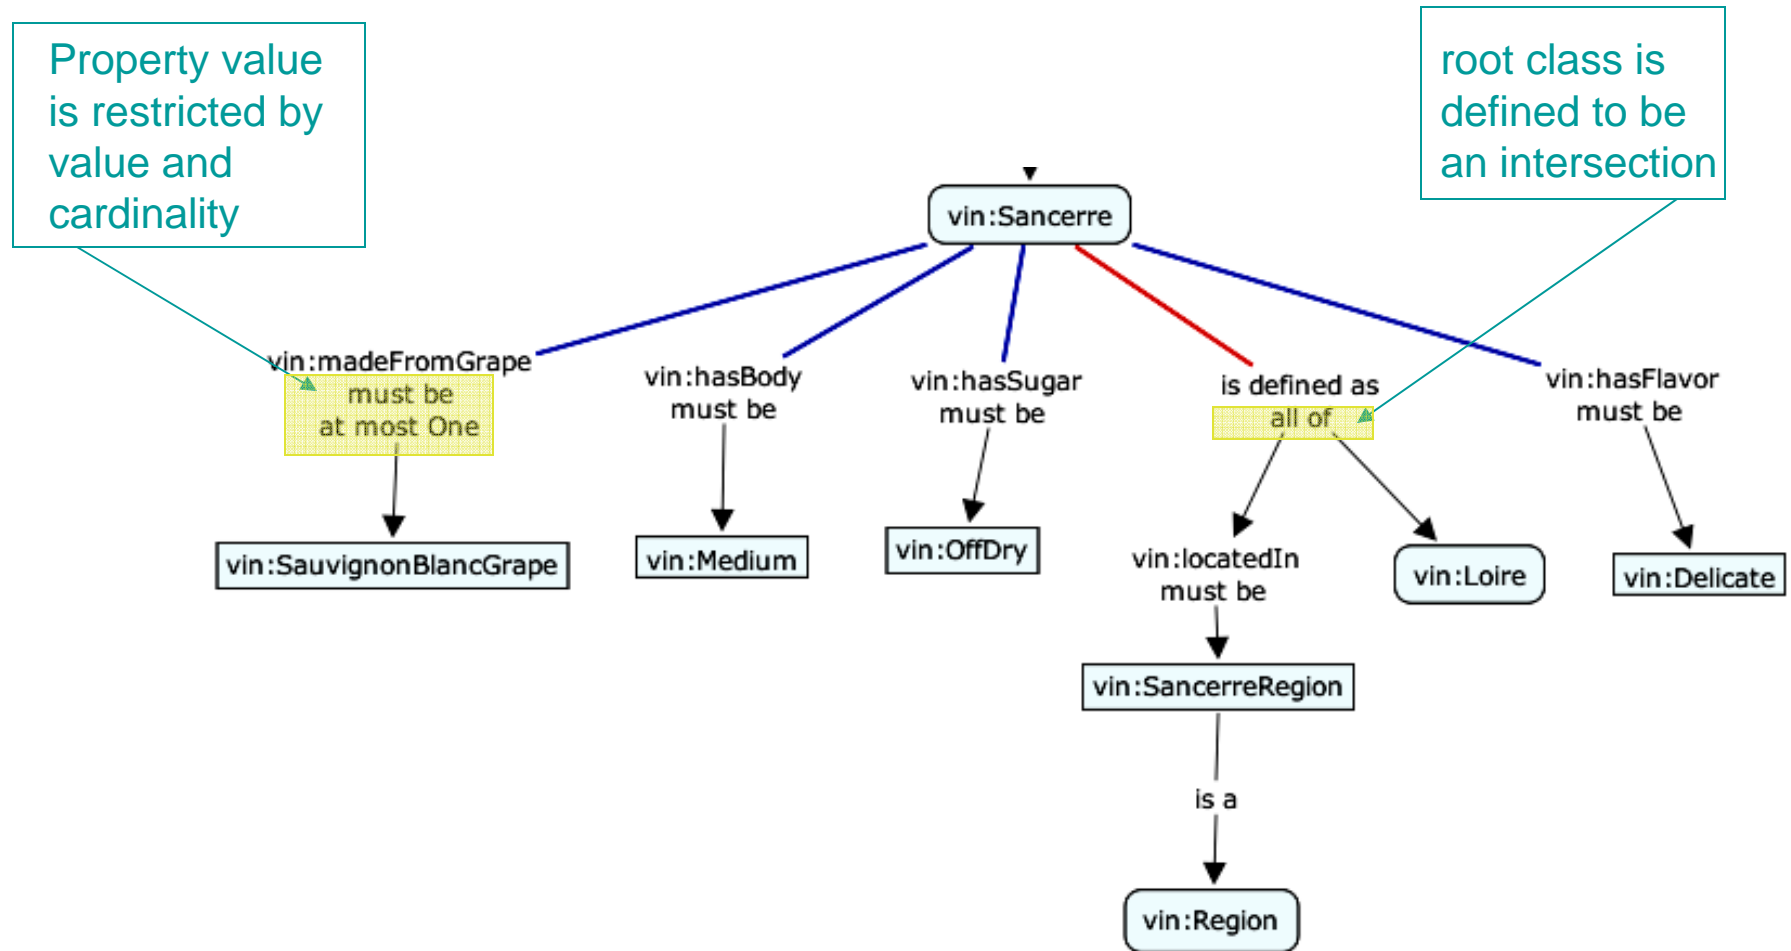 Property value
is restricted by
value and
cardinality
root class is
defined to be
an intersection
vin:Sancerre
vin:madeFromGrape
must be
at most One
vin:hasBody
must be
vin:hasSugar
must be
is defined as
all of
vin:hasFlavor
must be
vin:SauvignonBlancGrape
vin:Medium
vin:OffDry
vin:locatedIn
must be
vin:Loire
vin:Delicate
vin:SancerreRegion
is a
vin:Region